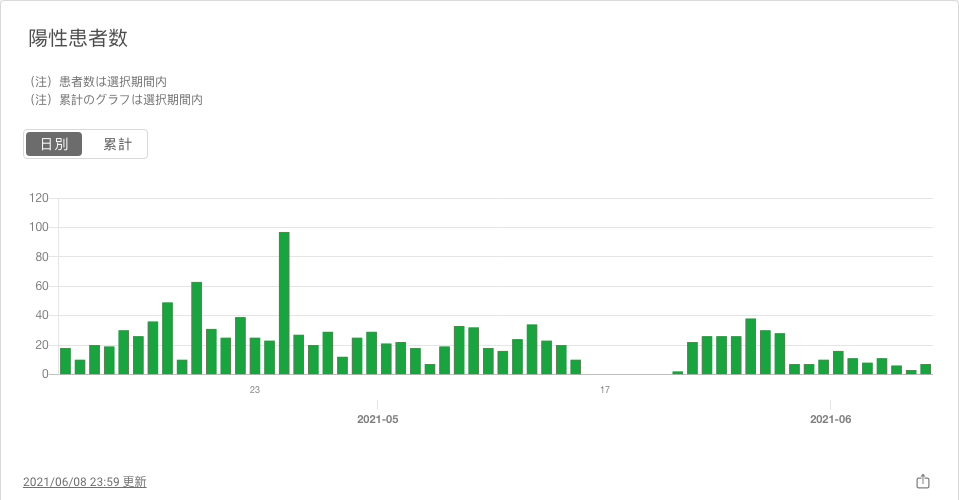 陽性患者数
（注）患者数は選択期間内
（注）累計のグラフは選択期間内
日別 累計
120
100
80
60
40
20
0
23 17
2021-05 2021-06
2021/06/08 23:59 更新